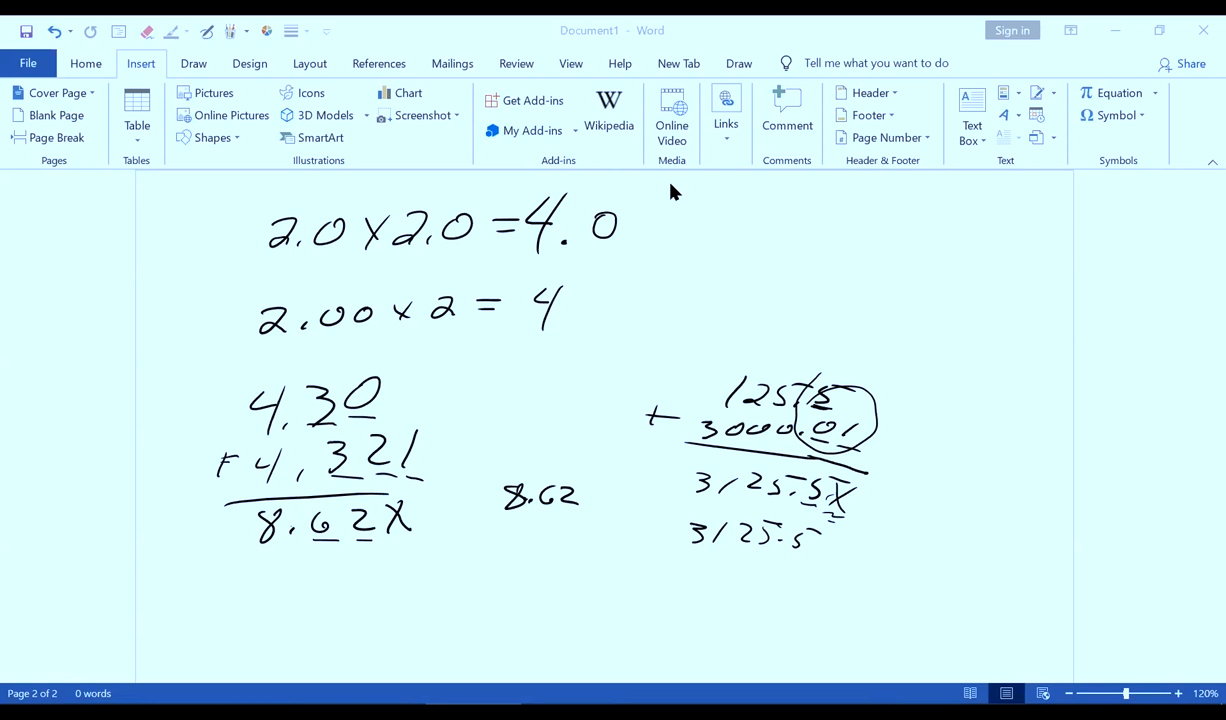 Document1 - Word
Sign in
File Home Insert Draw Design Layout References Mailings Review View Help New Tab Draw Tell me what you want to do Share
Cover Page
Blank Page
Page Break
Pages
Table
Tables
Pictures
Online Pictures
Shapes
Icons
3D Models
SmartArt
Chart
Screenshot
Illustrations
Get Add-ins
My Add-ins
Wikipedia
Add-ins
Online
Video
Media
Links
Comment
Comments
Header
Footer
Page Number
Header & Footer
Text
Box
Text
Equation
Symbol
Symbols
2.0 x 2.0 = 4.0
2.00 x 2 = 4
4.30
+ 4.321
8.62
8.62
125.5
+ 3000.01
3125.5
3125.5
Page 2 of 2 0 words
120%